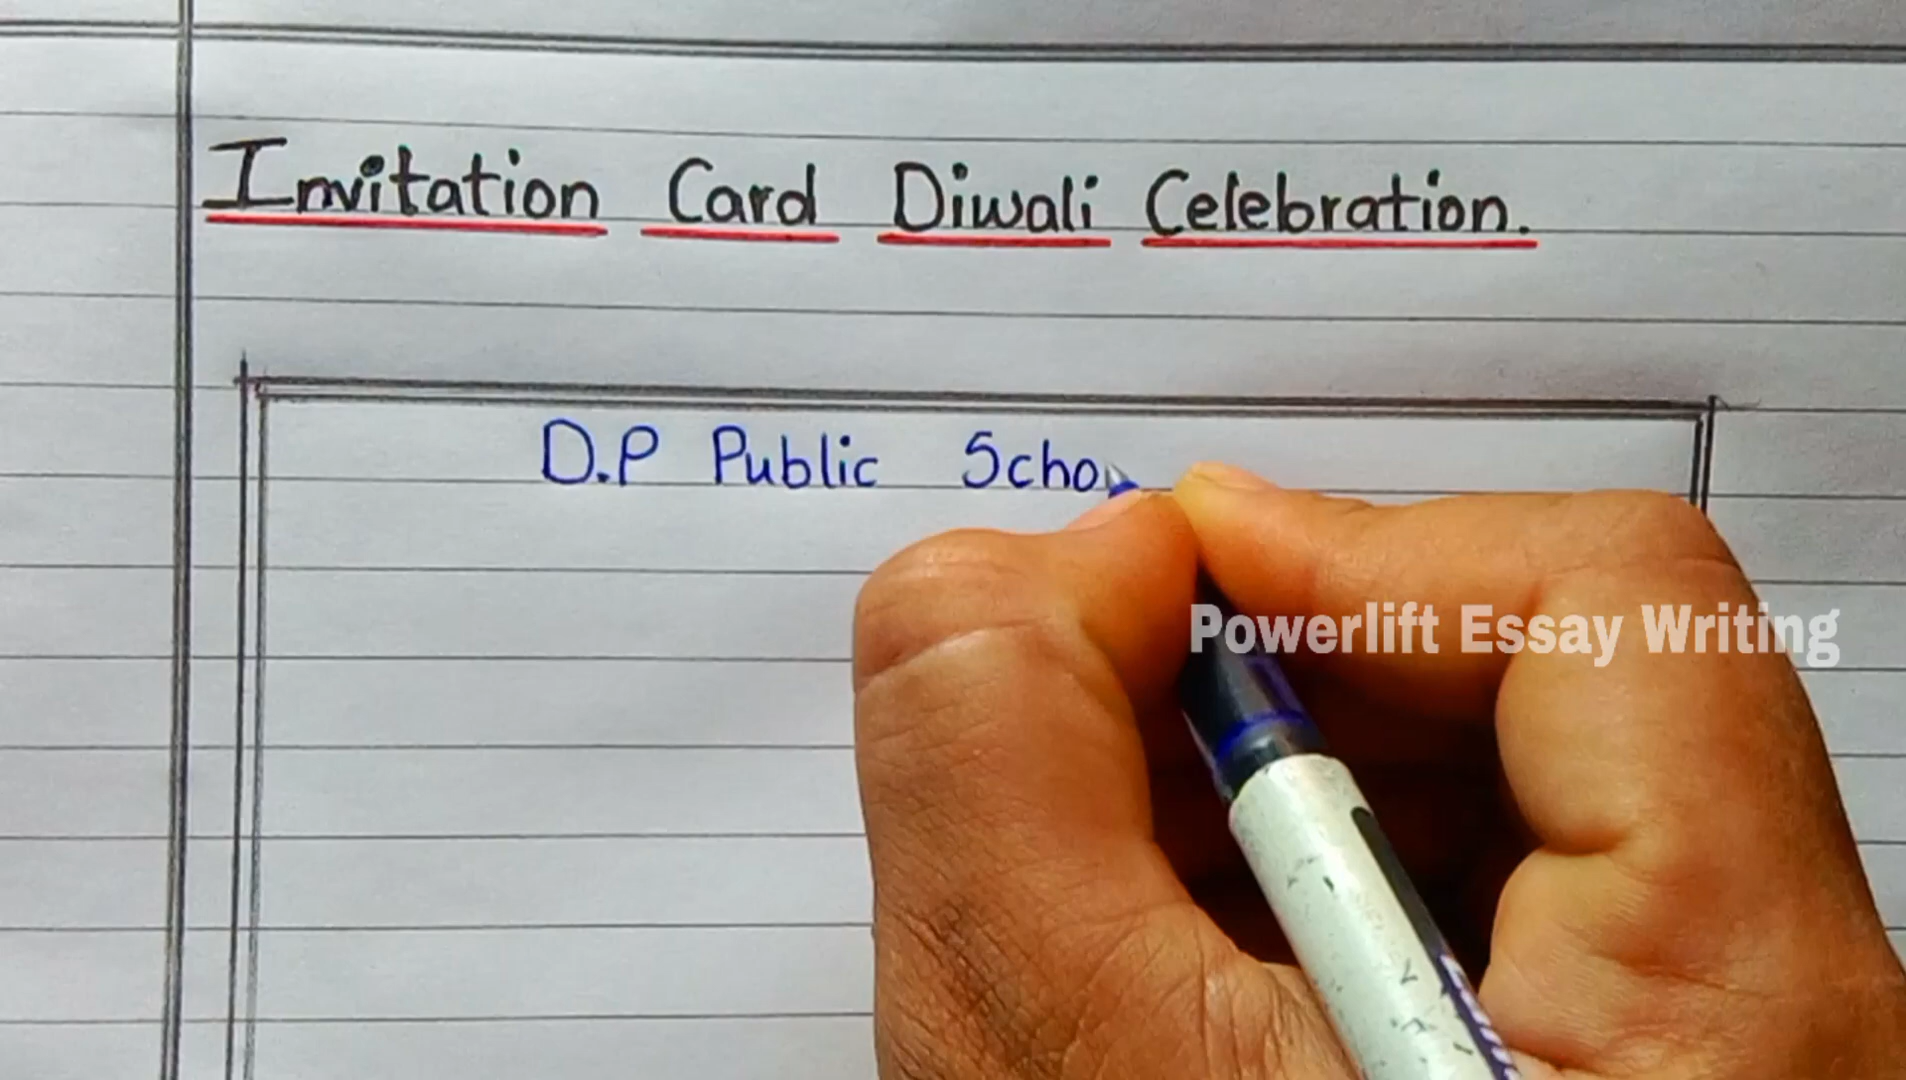 Invitation Card Diwali Celebration.
D.P Public Scho
Powerlift Essay Writing